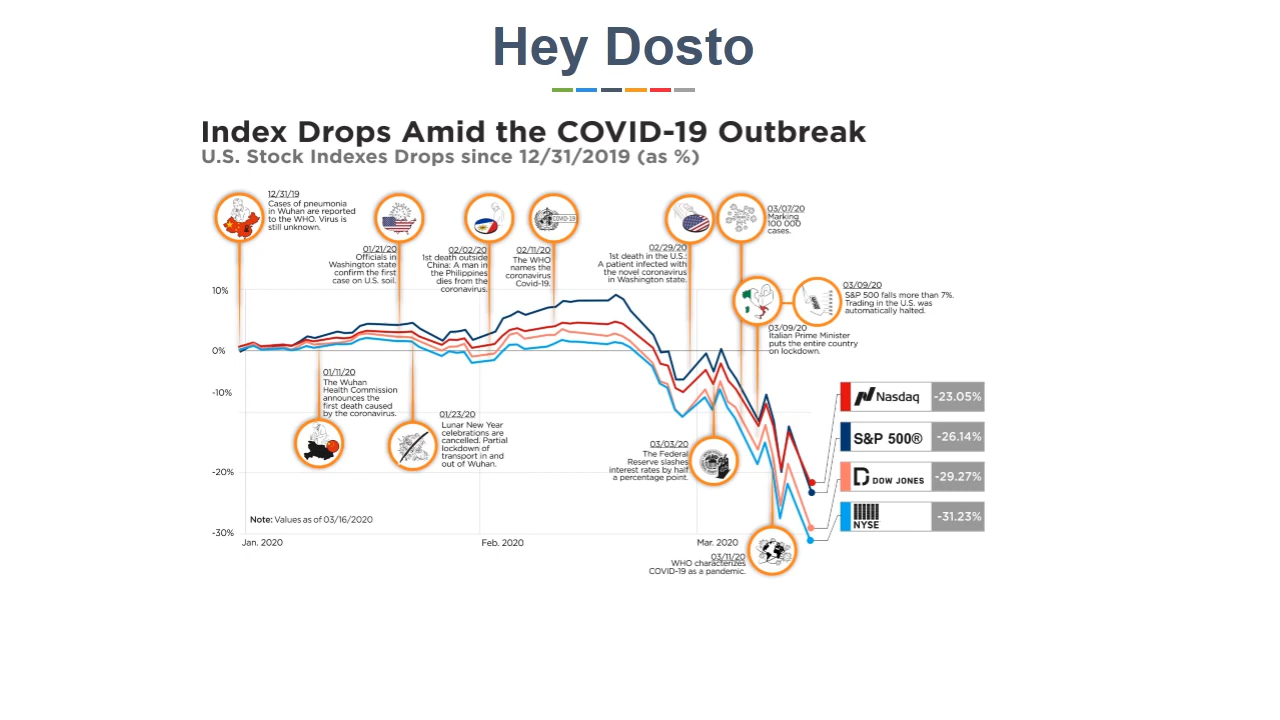 Hey Dosto
Index Drops Amid the COVID-19 Outbreak
U.S. Stock Indexes Drops since 12/31/2019 (as %)
12/31/19
Cases of pneumonia
in Wuhan are reported
to the WHO. Virus is
still unknown.
01/21/20
Officials in
Washington state
confirm the first
case on U.S. soil.
02/02/20
1st death outside
China: A man in
the Philippines
dies from the
coronavirus.
02/11/20
The WHO
names the
coronavirus
Covid-19.
COVID-19
02/29/20
1st death in the U.S.:
A patient infected with
the novel coronavirus
in Washington state.
03/07/20
Marking
100 000
cases.
03/09/20
S&P 500 falls more than 7%.
Trading in the U.S. was
automatically halted.
03/09/20
Italian Prime Minister
puts the entire country
on lockdown.
10%
0%
-10%
-20%
-30%
01/11/20
The Wuhan
Health Commission
announces the
first death caused
by the coronavirus.
01/23/20
Lunar New Year
celebrations are
cancelled. Partial
lockdown of
transport in and
out of Wuhan.
03/03/20
The Federal
Reserve slashes
interest rates by half
a percentage point.
Nasdaq -23.05%
S&P 500® -26.14%
DOW JONES -29.27%
NYSE -31.23%
Note: Values as of 03/16/2020
Jan. 2020
Feb. 2020
Mar. 2020
03/11/20
WHO characterizes
COVID-19 as a pandemic.